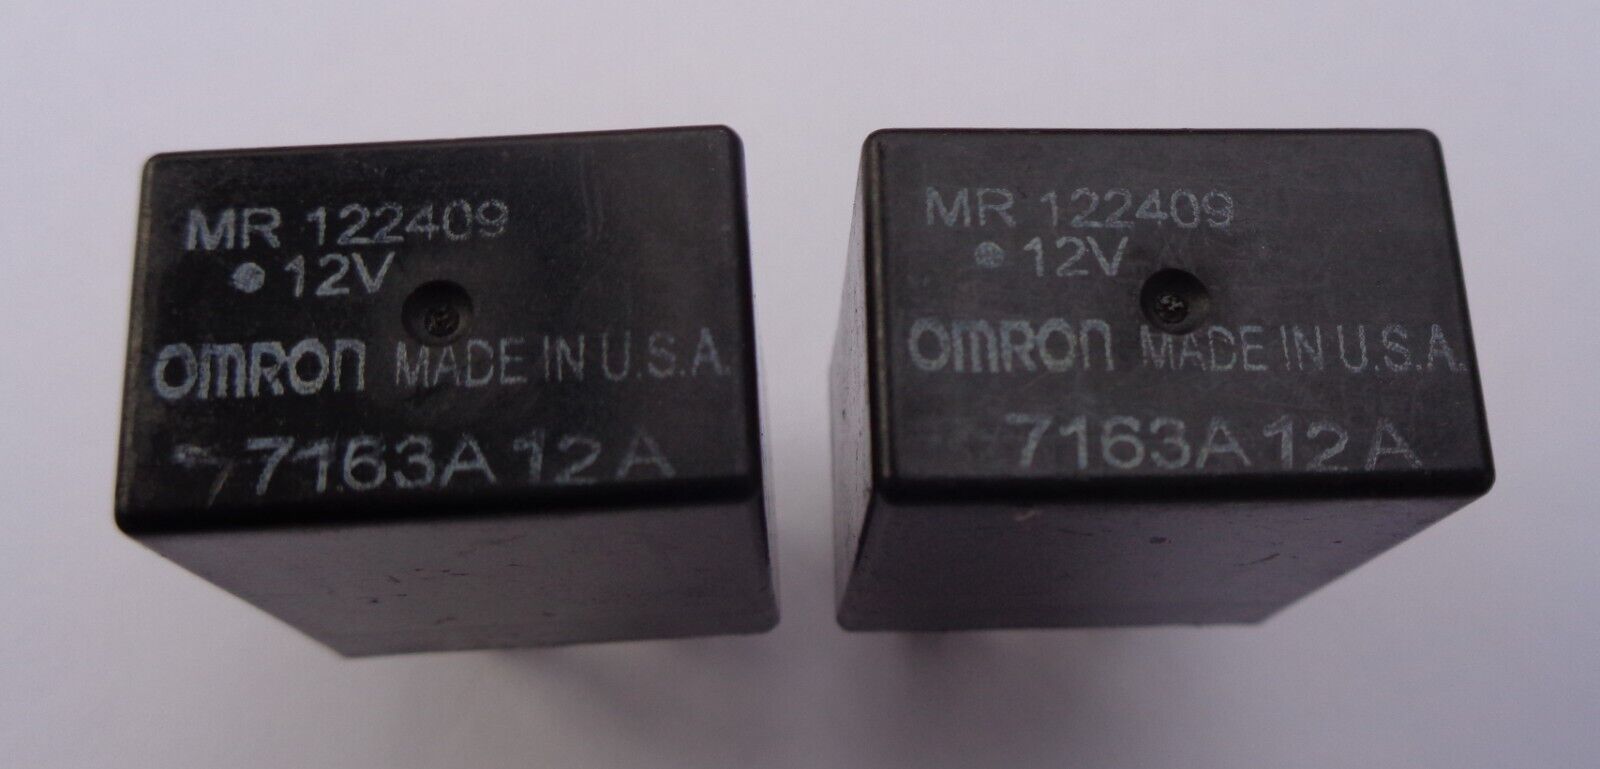 MR 122409
12V
OMRON MADE IN U.S.A.
7163A12A
MR 122409
12V
OMRON MADE IN U.S.A.
7163A12A